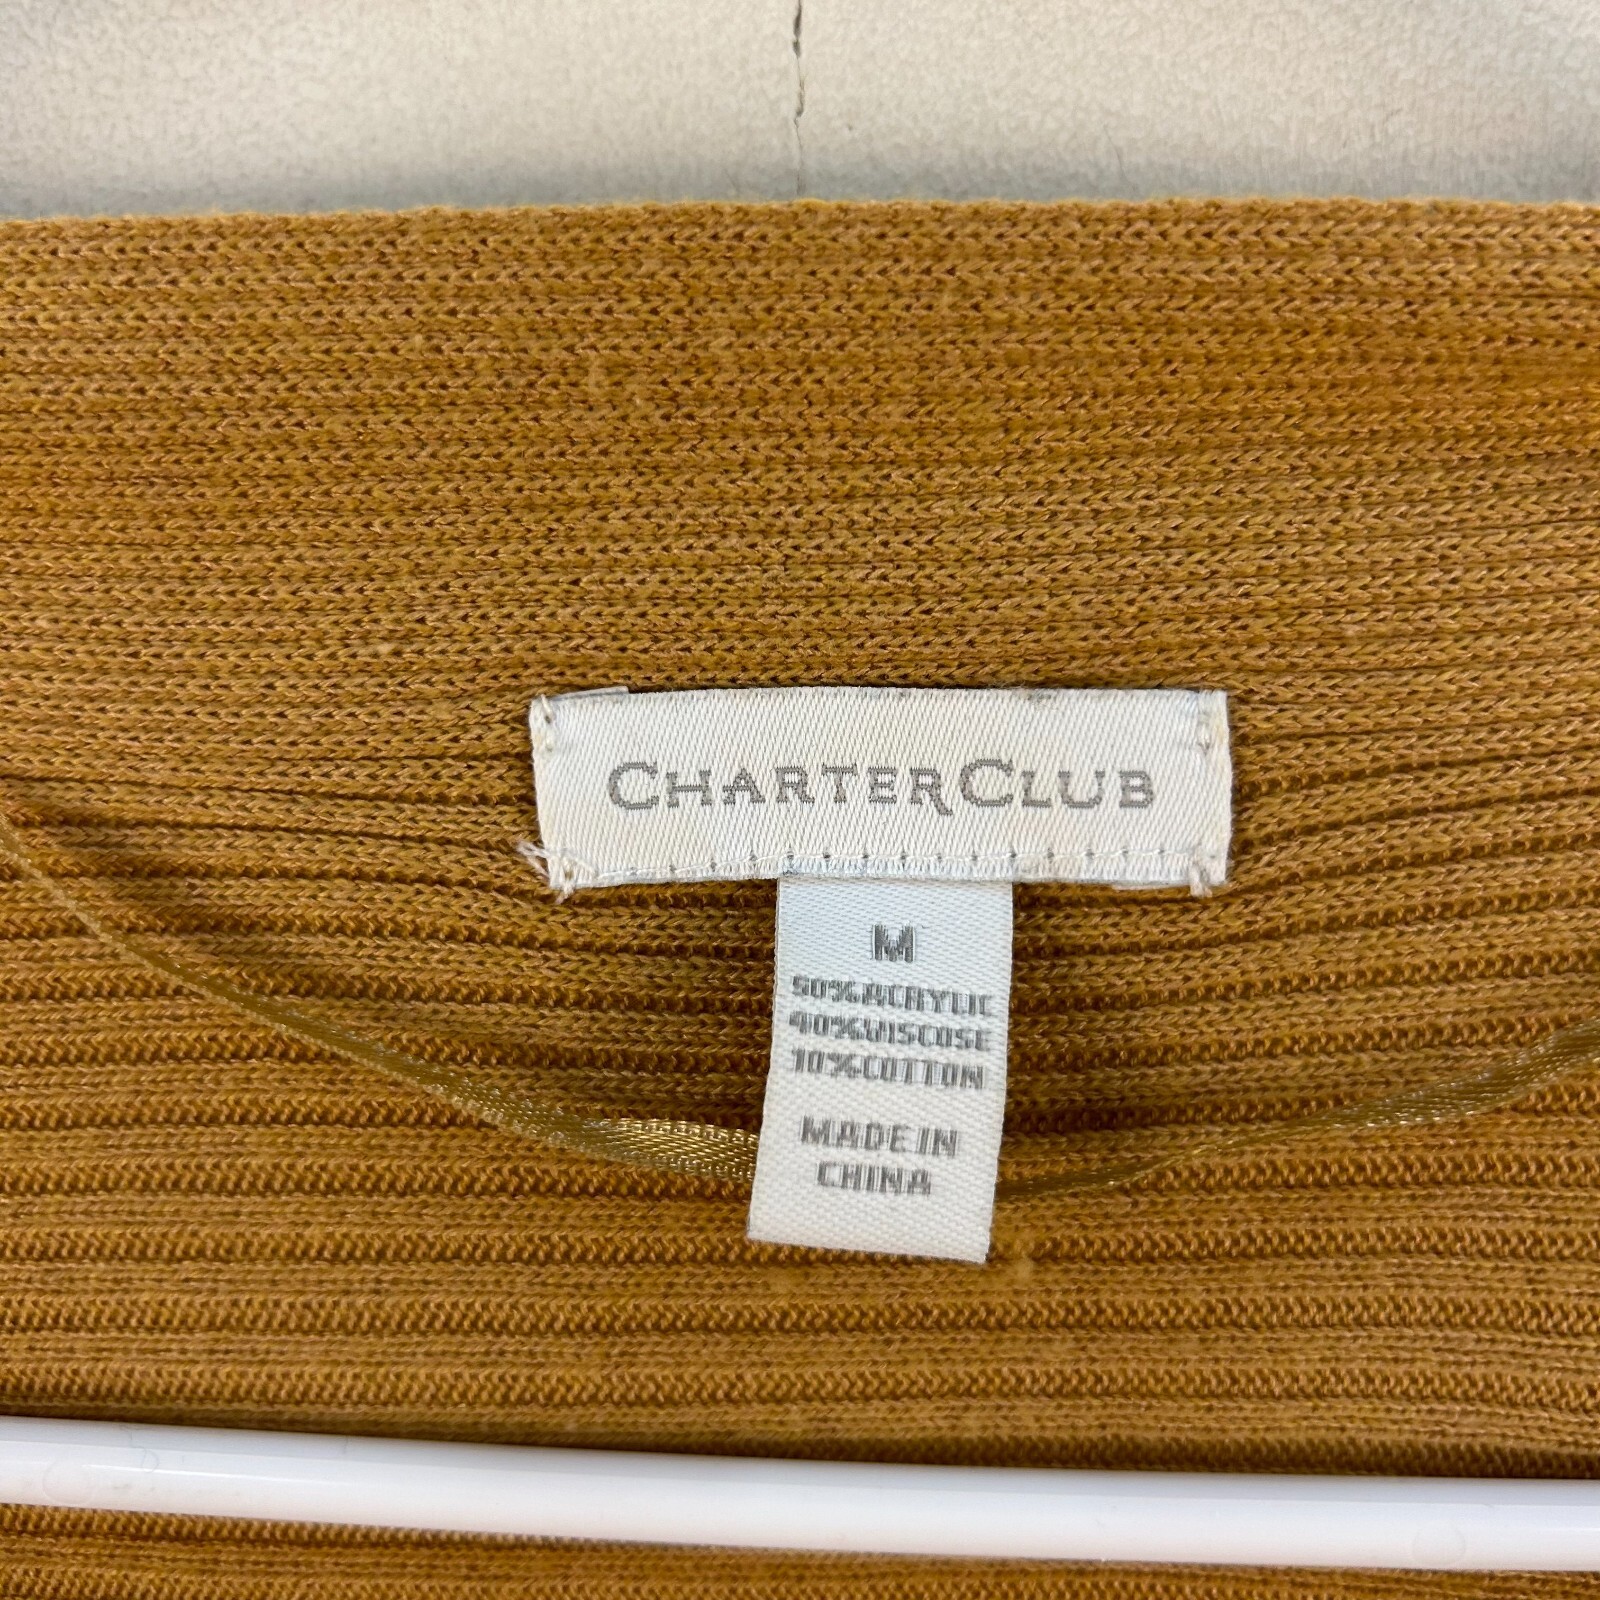 CHARTER CLUB
M
50% ACRYLIC
40% VISCOSE
10% COTTON
MADE IN
CHINA